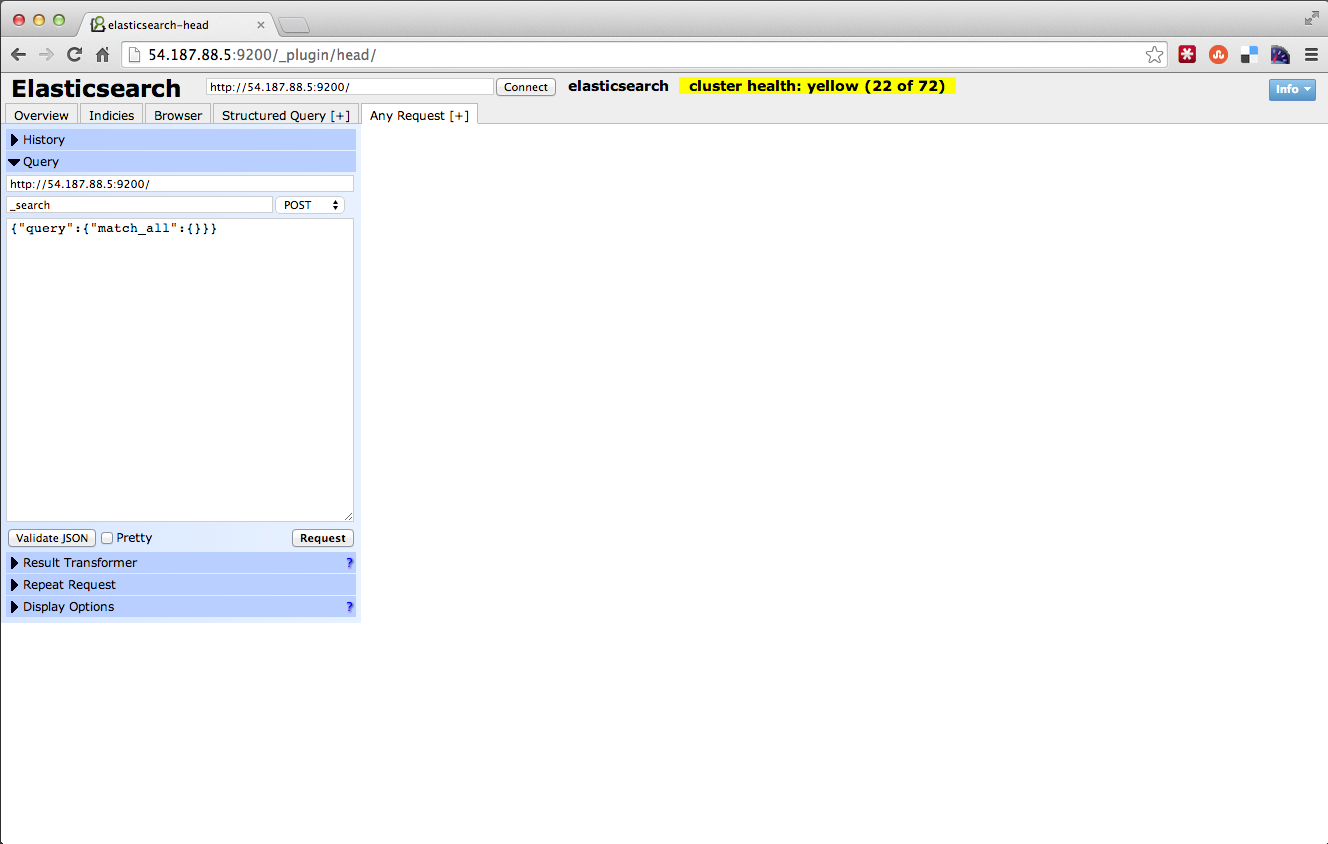 elasticsearch-head
54.187.88.5:9200/_plugin/head/
Elasticsearch http://54.187.88.5:9200/ Connect elasticsearch cluster health: yellow (22 of 72) Info
Overview Indicies Browser Structured Query [+] Any Request [+]
History
Query
http://54.187.88.5:9200/
_search POST
{"query":{"match_all":{}}}
Validate JSON Pretty Request
Result Transformer ?
Repeat Request
Display Options ?